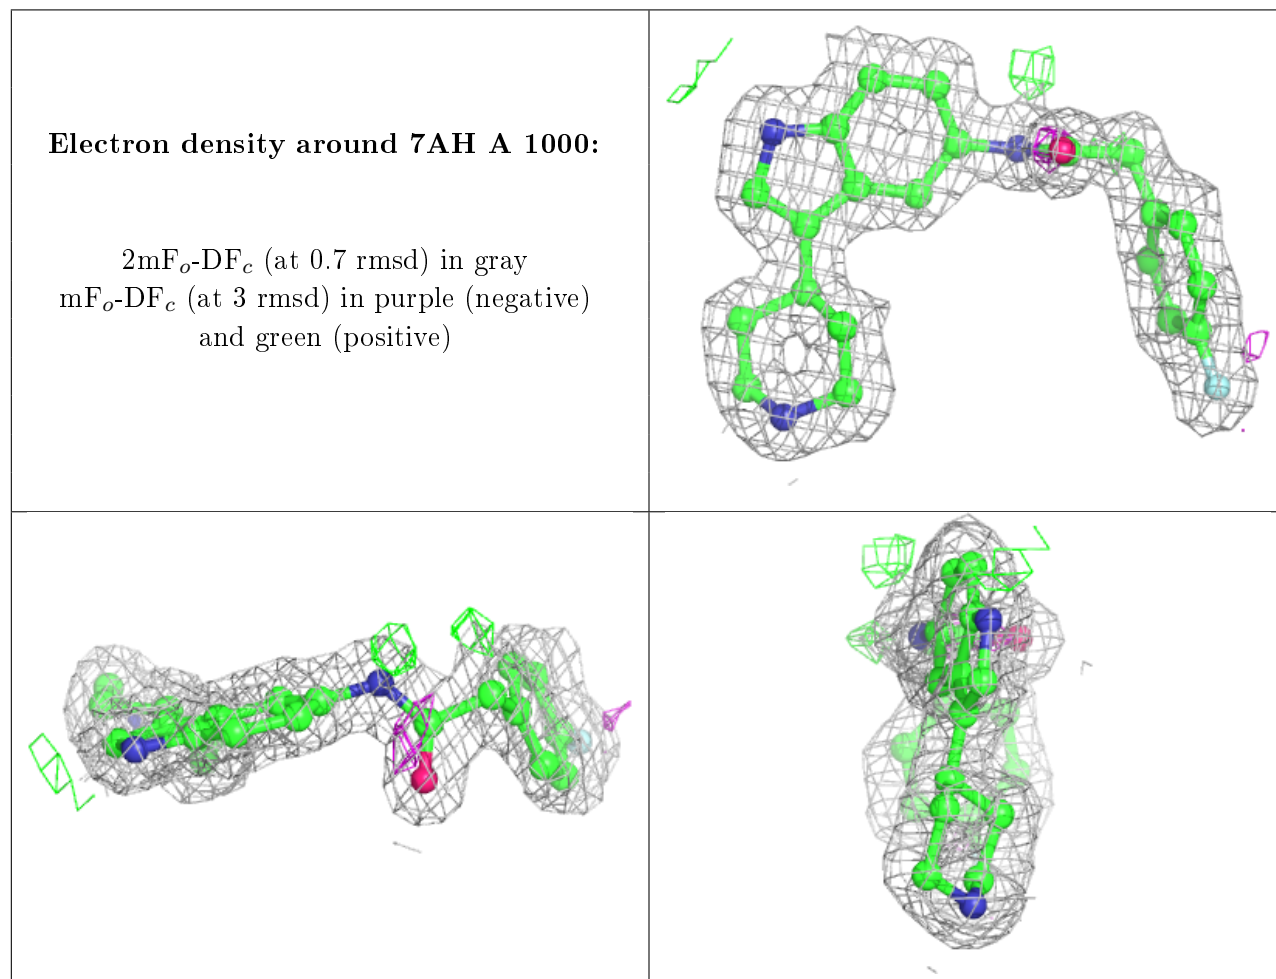 Electron density around 7AH A 1000:
2mFₒ-DF𝒸 (at 0.7 rmsd) in gray
mFₒ-DF𝒸 (at 3 rmsd) in purple (negative)
and green (positive)